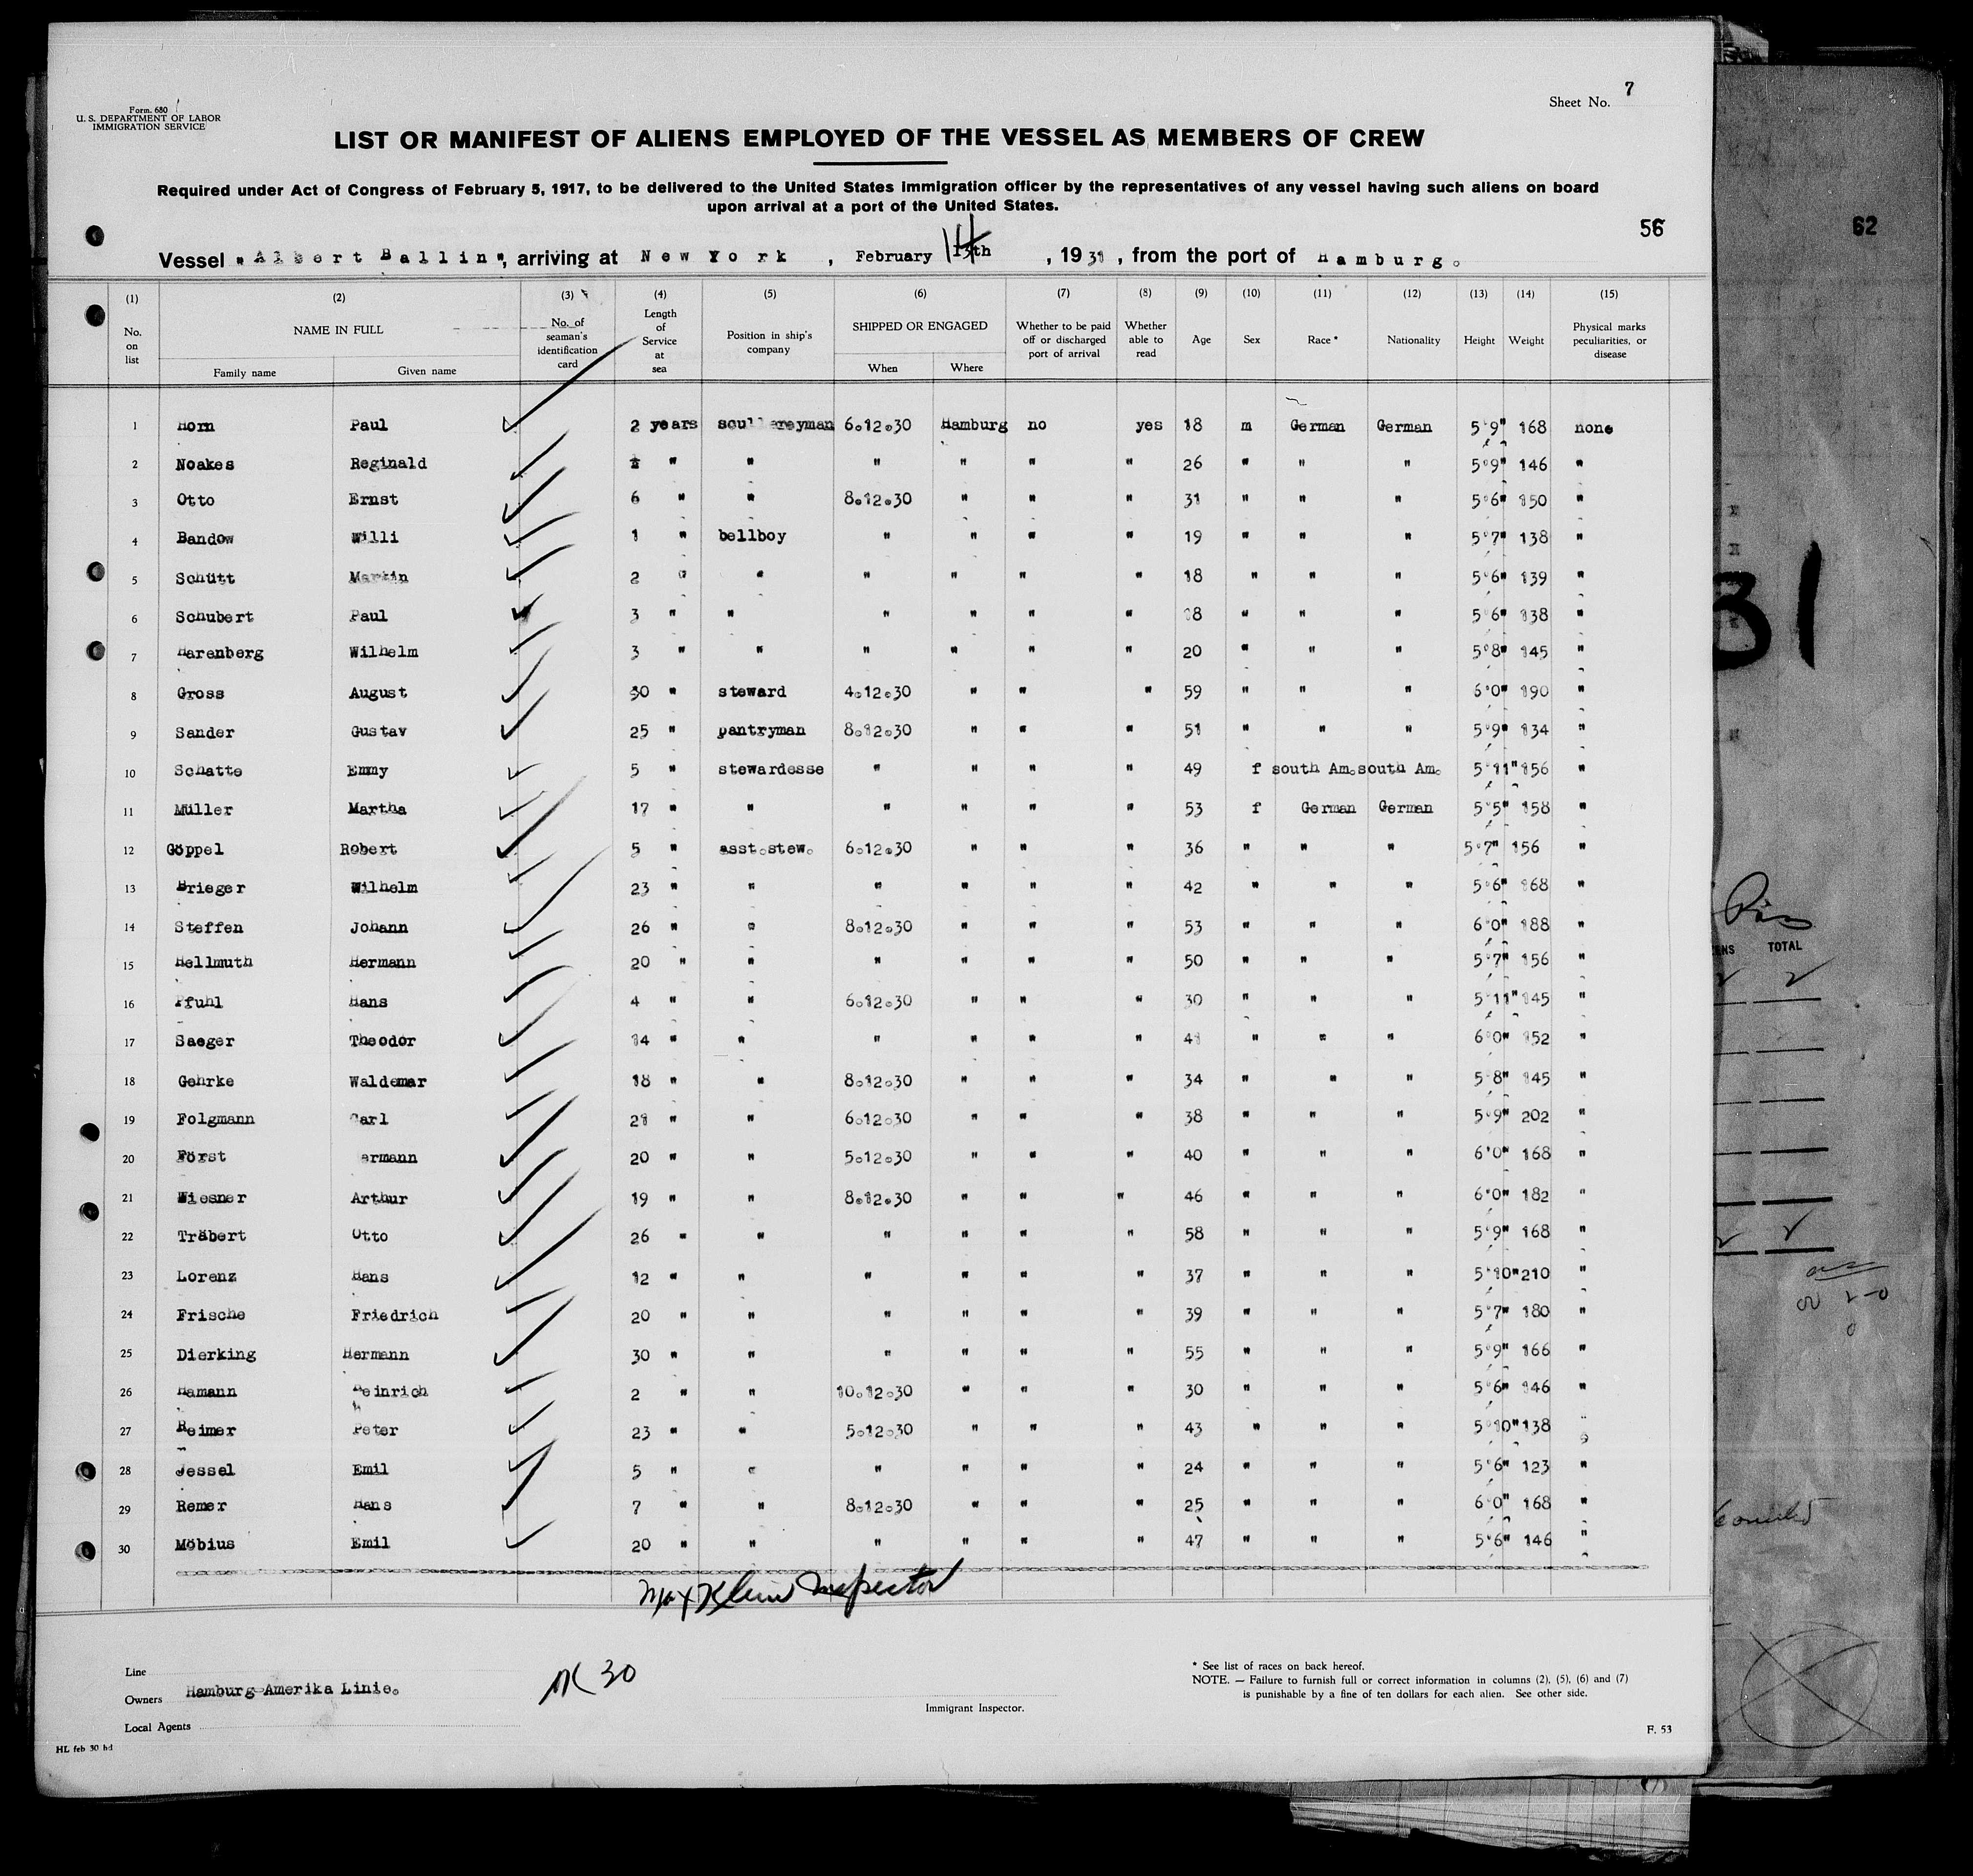 Form. 680
U. S. DEPARTMENT OF LABOR
IMMIGRATION SERVICE
Sheet No. 7
LIST OR MANIFEST OF ALIENS EMPLOYED OF THE VESSEL AS MEMBERS OF CREW
Required under Act of Congress of February 5, 1917, to be delivered to the United States Immigration officer by the representatives of any vessel having such aliens on board
upon arrival at a port of the United States.
56
62
Vessel "Albert Ballin", arriving at New York, February 14 13th, 1931, from the port of Hamburg.
(1) (2) (3) (4) (5) (6) (7) (8) (9) (10) (11) (12) (13) (14) (15)
No. on list
NAME IN FULL
Family name Given name
No. of seaman's identification card
Length of Service at sea
Position in ship's company
SHIPPED OR ENGAGED
When Where
Whether to be paid off or discharged port of arrival
Whether able to read
Age Sex Race * Nationality Height Weight
Physical marks peculiarities, or disease
1 Horn Paul 2 years scullereyman 6.12.30 Hamburg no yes 18 m German German 5'9" 168 none
2 Noakes Reginald " " " " " " 26 " " " 5'9" 146 "
3 Otto Ernst 6 " " 8.12.30 " " " 31 " " " 5'6" 150 "
4 Bandow Willi 1 " bellboy " " " " 19 " " " 5'7" 138 "
5 Schütt Martin 2 " " " " " " 18 " " " 5'6" 139 "
6 Schubert Paul 3 " " " " " " 18 " " " 5'6" 138 "
7 Harenberg Wilhelm 3 " " " " " " 20 " " " 5'8" 145 "
8 Gross August 30 " steward 4.12.30 " " " 59 " " " 6'0" 190 "
9 Sander Gustav 25 " pantryman 8.12.30 " " " 51 " " " 5'9" 134 "
10 Schatte Emmy 5 " stewardesse " " " " 49 f south Am. south Am. 5'11" 156 "
11 Müller Martha 17 " " " " " " 53 f German German 5'5" 158 "
12 Göppel Robert 5 " asst.stew. 6.12.30 " " " 36 " " " 5'7" 156 "
13 Brieger Wilhelm 23 " " " " " " 42 " " " 5'6" 168 "
14 Steffen Johann 26 " " 8.12.30 " " " 53 " " " 6'0" 188 "
15 Hellmuth Hermann 20 " " " " " " 50 " " " 5'7" 156 "
16 Pfuhl Hans 4 " " 6.12.30 " " " 30 " " " 5'11" 145 "
17 Saeger Theodor 14 " " " " " " 41 " " " 6'0" 152 "
18 Gehrke Waldemar 18 " " 8.12.30 " " " 34 " " " 5'8" 145 "
19 Folgmann Carl 21 " " 6.12.30 " " " 38 " " " 5'9" 202 "
20 Först ermann 20 " " 5.12.30 " " " 40 " " " 6'0" 168 "
21 Wiesner Arthur 19 " " 8.12.30 " " " 46 " " " 6'0" 182 "
22 Träbert Otto 26 " " " " " " 58 " " " 5'9" 168 "
23 Lorenz Hans 12 " " " " " " 37 " " " 5'10" 210 "
24 Frische Friedrich 20 " " " " " " 39 " " " 5'7" 180 "
25 Dierking Hermann 30 " " " " " " 55 " " " 5'9" 166 "
26 Hamann Heinrich 2 " " 10.12.30 " " " 30 " " " 5'6" 146 "
27 Reimer Peter 23 " " 5.12.30 " " " 43 " " " 5'10" 138 "
28 Jessel Emil 5 " " " " " " 24 " " " 5'6" 123 "
29 Remer Hans 7 " " 8.12.30 " " " 25 " " " 6'0" 168 "
30 Möbius Emil 20 " " " " " " 47 " " " 5'6" 146 "
Max Klein Inspector
31
TOTAL
Line
Owners Hamburg-Amerika Linie.
Local Agents
30
Immigrant Inspector.
* See list of races on back hereof.
NOTE. — Failure to furnish full or correct information in columns (2), (5), (6) and (7)
is punishable by a fine of ten dollars for each alien. See other side.
F. 53
HL feb 30 hd